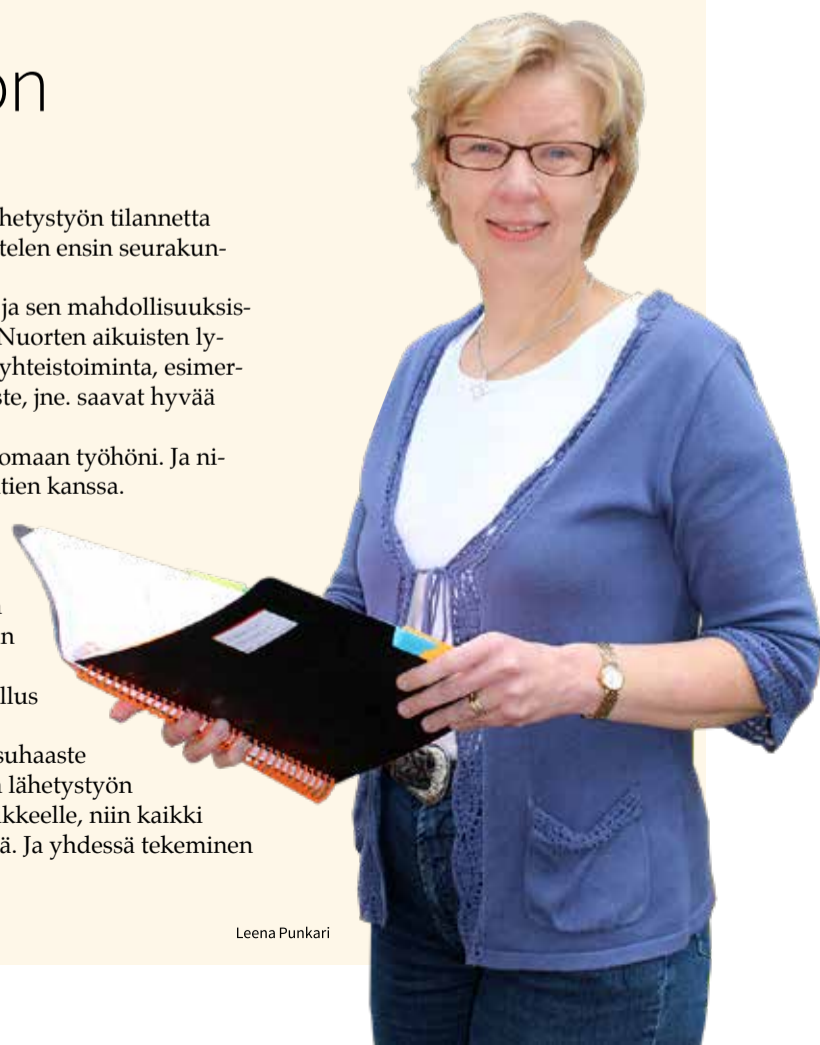 on
hetystyön tilannetta
telen ensin seurakun-
ja sen mahdollisuuksis-
Nuorten aikuisten ly-
yhteistoiminta, esimer-
ste, jne. saavat hyvää
omaan työhöni. Ja ni-
tien kanssa.
n
llus
suhaaste
lähetystyön
kkeelle, niin kaikki
ä. Ja yhdessä tekeminen
Leena Punkari